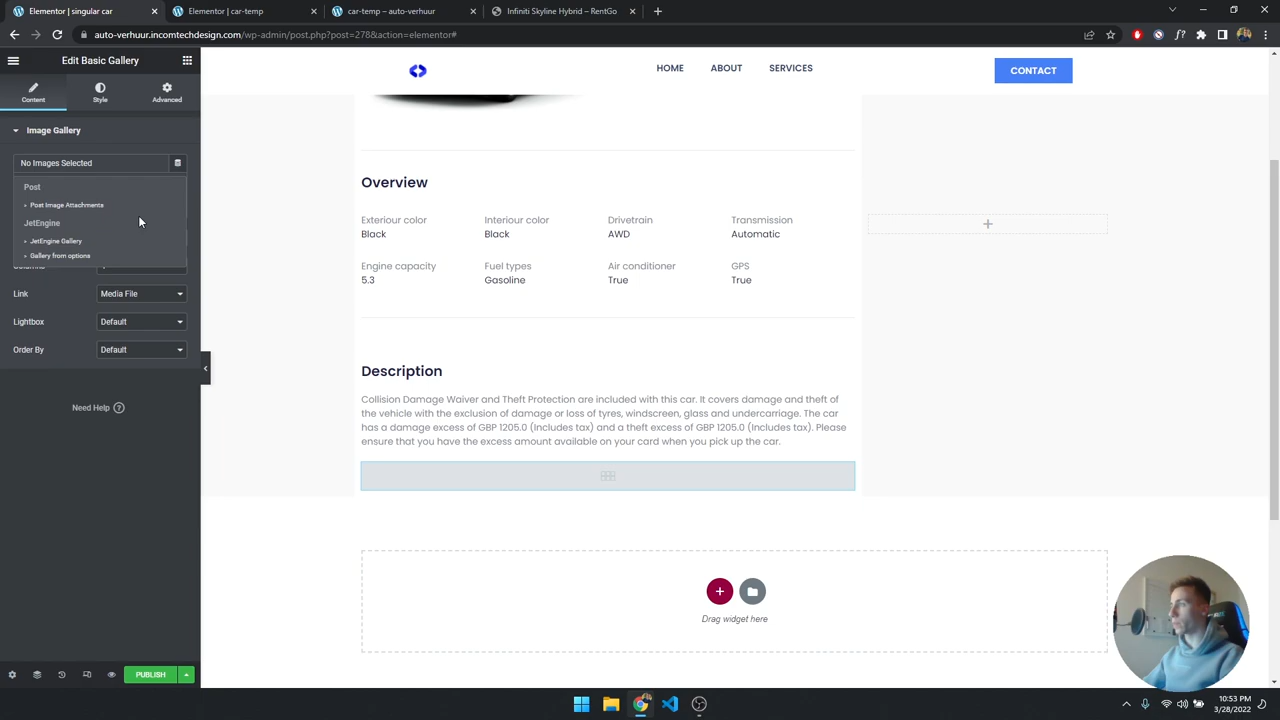 Elementor | car-temp
Elementor | car-temp
car-temp – autoverhuur
Infiniti Skyline Hybrid – RentGo
auto-verhuur.incomtechdesign.com/wp-admin/post.php?post=278&action=elementor#
Edit Basic Gallery
Content
Style
Advanced
Image Gallery
No Images Selected
Post
Post Image Attachments
JetEngine
JetEngine Gallery
Gallery from options
Link
Media File
Lightbox
Default
Order By
Default
Need Help
PUBLISH
HOME
ABOUT
SERVICES
CONTACT
Overview
Exteriour color
Interiour color
Drivetrain
Transmission
Black
Black
AWD
Automatic
Engine capacity
Fuel types
Air conditioner
GPS
5.3
Gasoline
True
True
Description
Collision Damage Waiver and Theft Protection are included with this car. It covers damage and theft of
the vehicle with the exclusion of damage or loss of tyres, windscreen, glass and undercarriage. The car
has a damage excess of GBP 1205.0 (Includes tax) and a theft excess of GBP 1205.0 (Includes tax). Please
ensure that you have the excess amount available on your card when you pick up the car.
Drag widget here
10:53 PM
3/28/2022